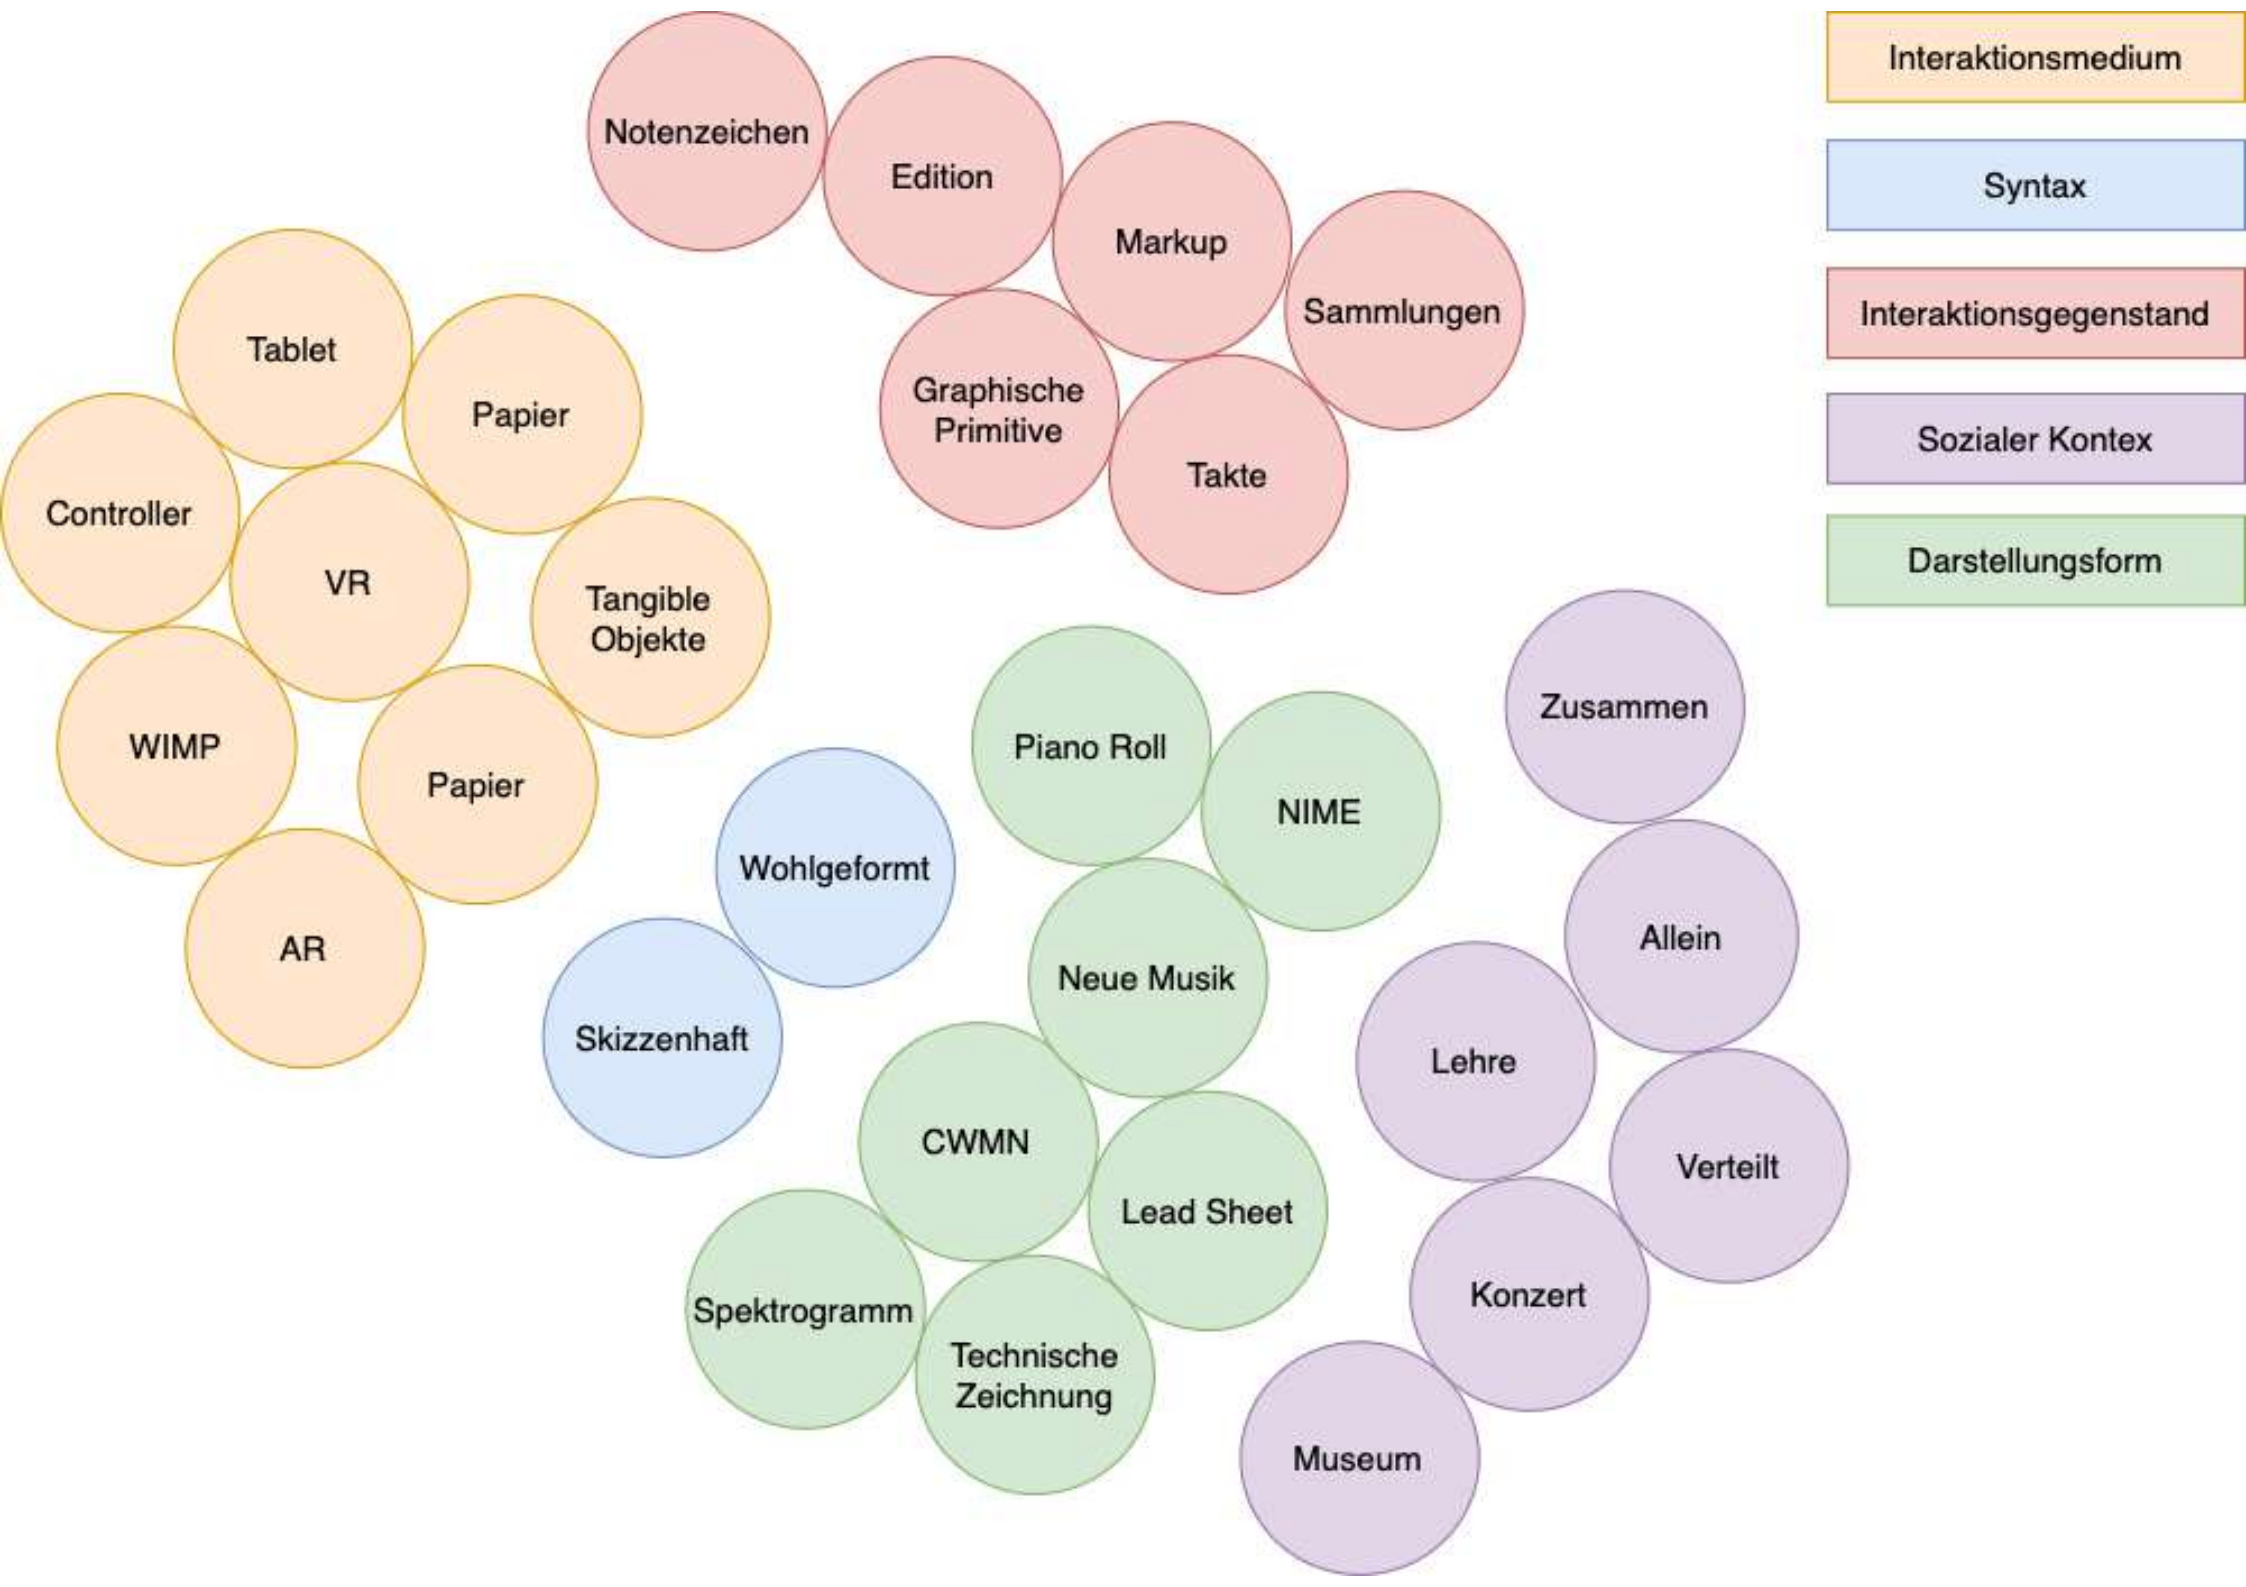 Notenzeichen
Edition
Markup
Sammlungen
Graphische
Primitive
Takte
Tablet
Papier
Controller
VR
Tangible
Objekte
WIMP
Papier
AR
Wohlgeformt
Skizzenhaft
Piano Roll
NIME
Neue Musik
CWMN
Lead Sheet
Spektrogramm
Technische
Zeichnung
Zusammen
Allein
Lehre
Verteilt
Konzert
Museum
Interaktionsmedium
Syntax
Interaktionsgegenstand
Sozialer Kontex
Darstellungsform